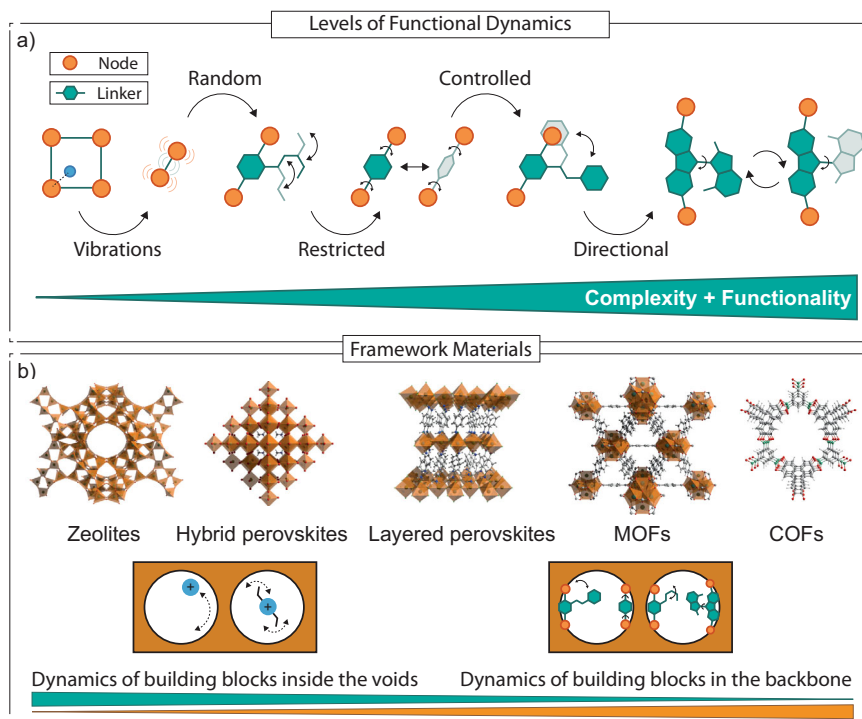 Levels of Functional Dynamics
a)
Node
Linker
Random
Controlled
Vibrations
Restricted
Directional
Complexity + Functionality
Framework Materials
b)
Zeolites
Hybrid perovskites
Layered perovskites
MOFs
COFs
+
+
Dynamics of building blocks inside the voids
Dynamics of building blocks in the backbone